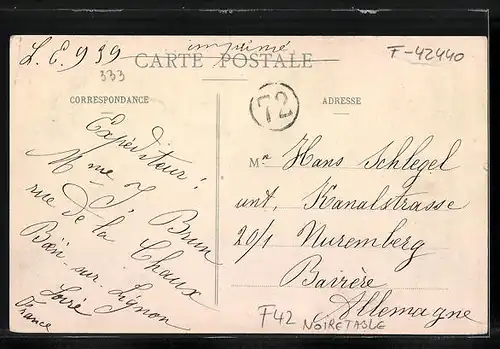 L. E. 939
imprimé
F-42440
333
CARTE POSTALE
CORRESPONDANCE
72
ADRESSE
Expéditeur:
Mme J. Brun
rue de la Chaux
Boën-sur-Lignon
Loire
France
Mr Hans Schlegel
unt. Kanalstrasse
20/1 Nuremberg
Bavière
Allemagne
F42 NOIRETABLE